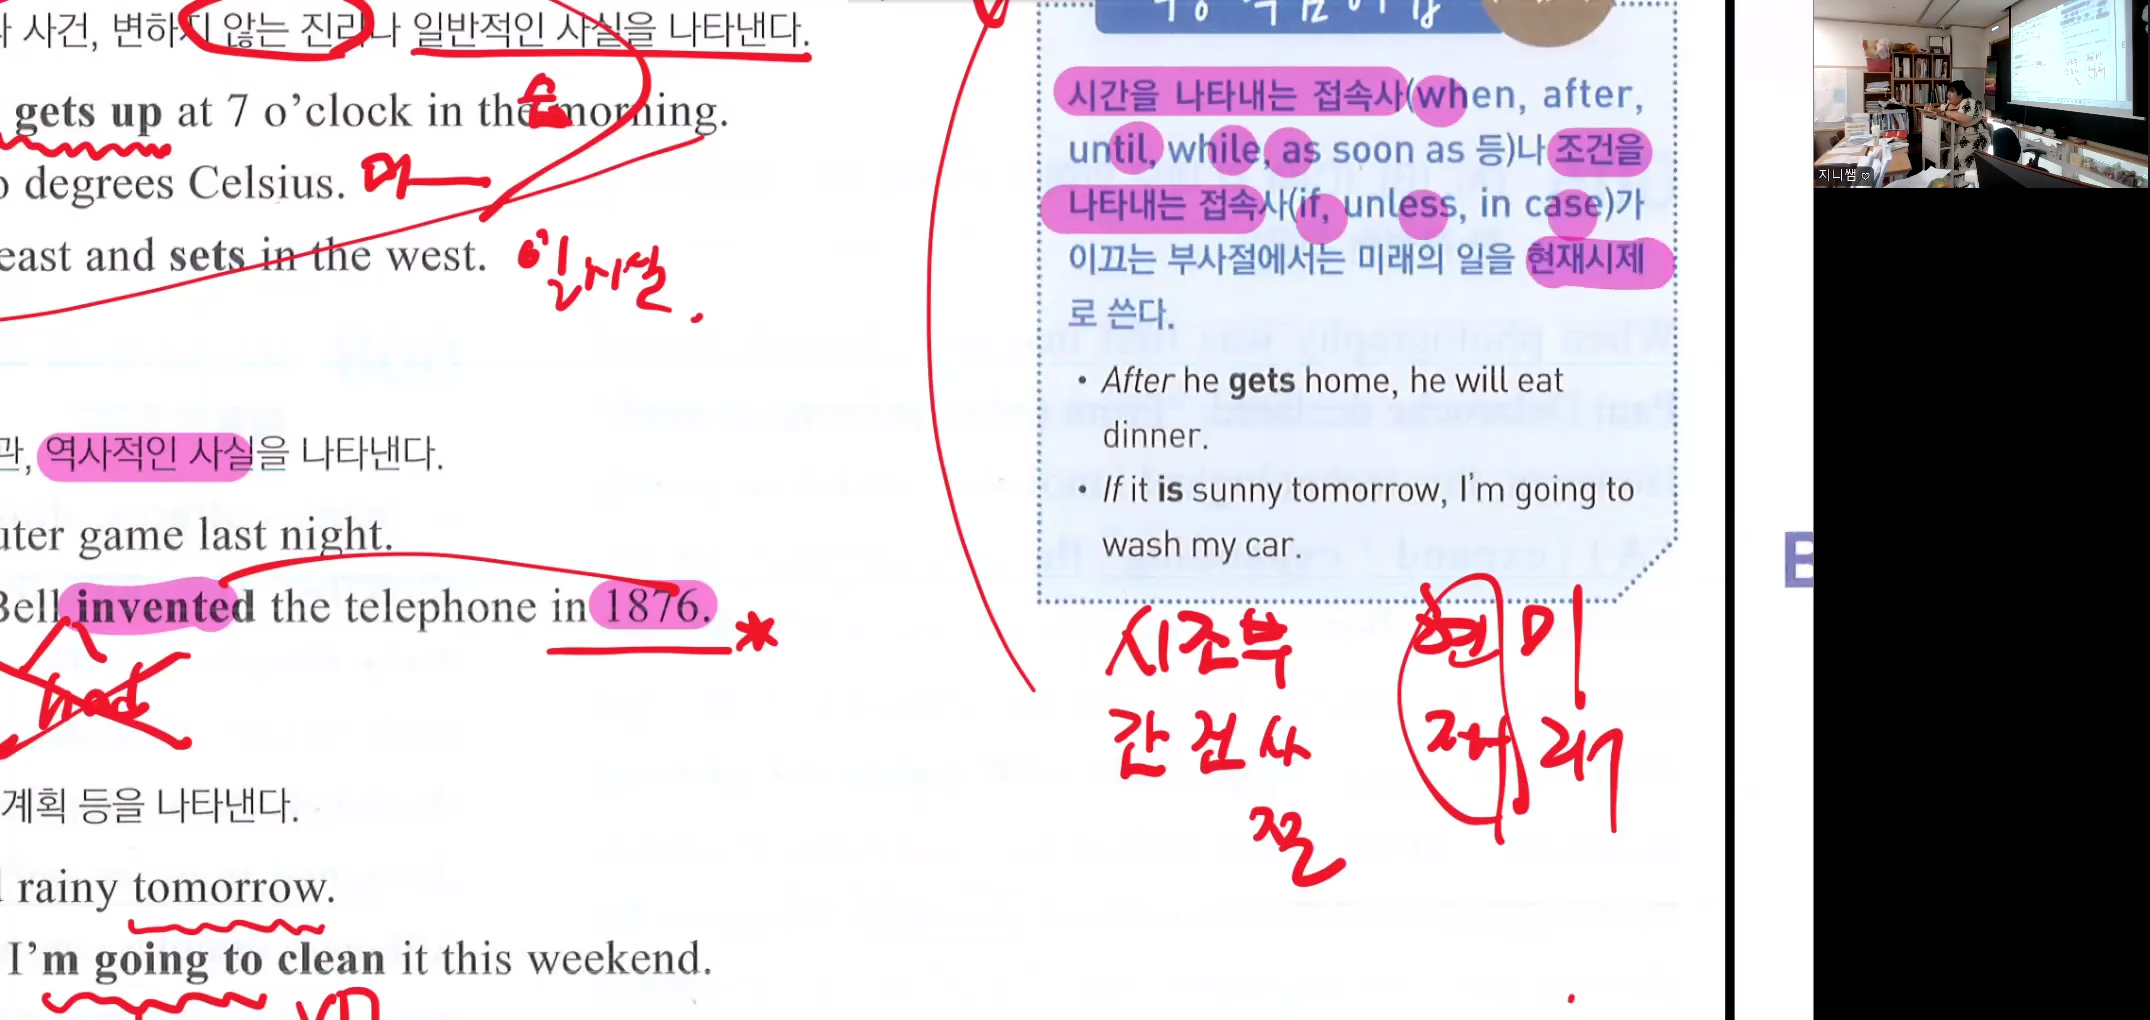 사건, 변하지 않는 진리나 일반적인 사실을 나타낸다.
gets up at 7 o’clock in the morning.
degrees Celsius.
east and sets in the west.
일 사실.
관, 역사적인 사실을 나타낸다.
uter game last night.
Bell invented the telephone in 1876.
had
계획 등을 나타낸다.
rainy tomorrow.
I’m going to clean it this weekend.
시간을 나타내는 접속사(when, after,
until, while, as soon as 등)나 조건을
나타내는 접속사(if, unless, in case)가
이끄는 부사절에서는 미래의 일을 현재시제
로 쓴다.
• After he gets home, he will eat
dinner.
• If it is sunny tomorrow, I’m going to
wash my car.
시조부 현 미
간건사 재 래
절
B
지니쌤♡